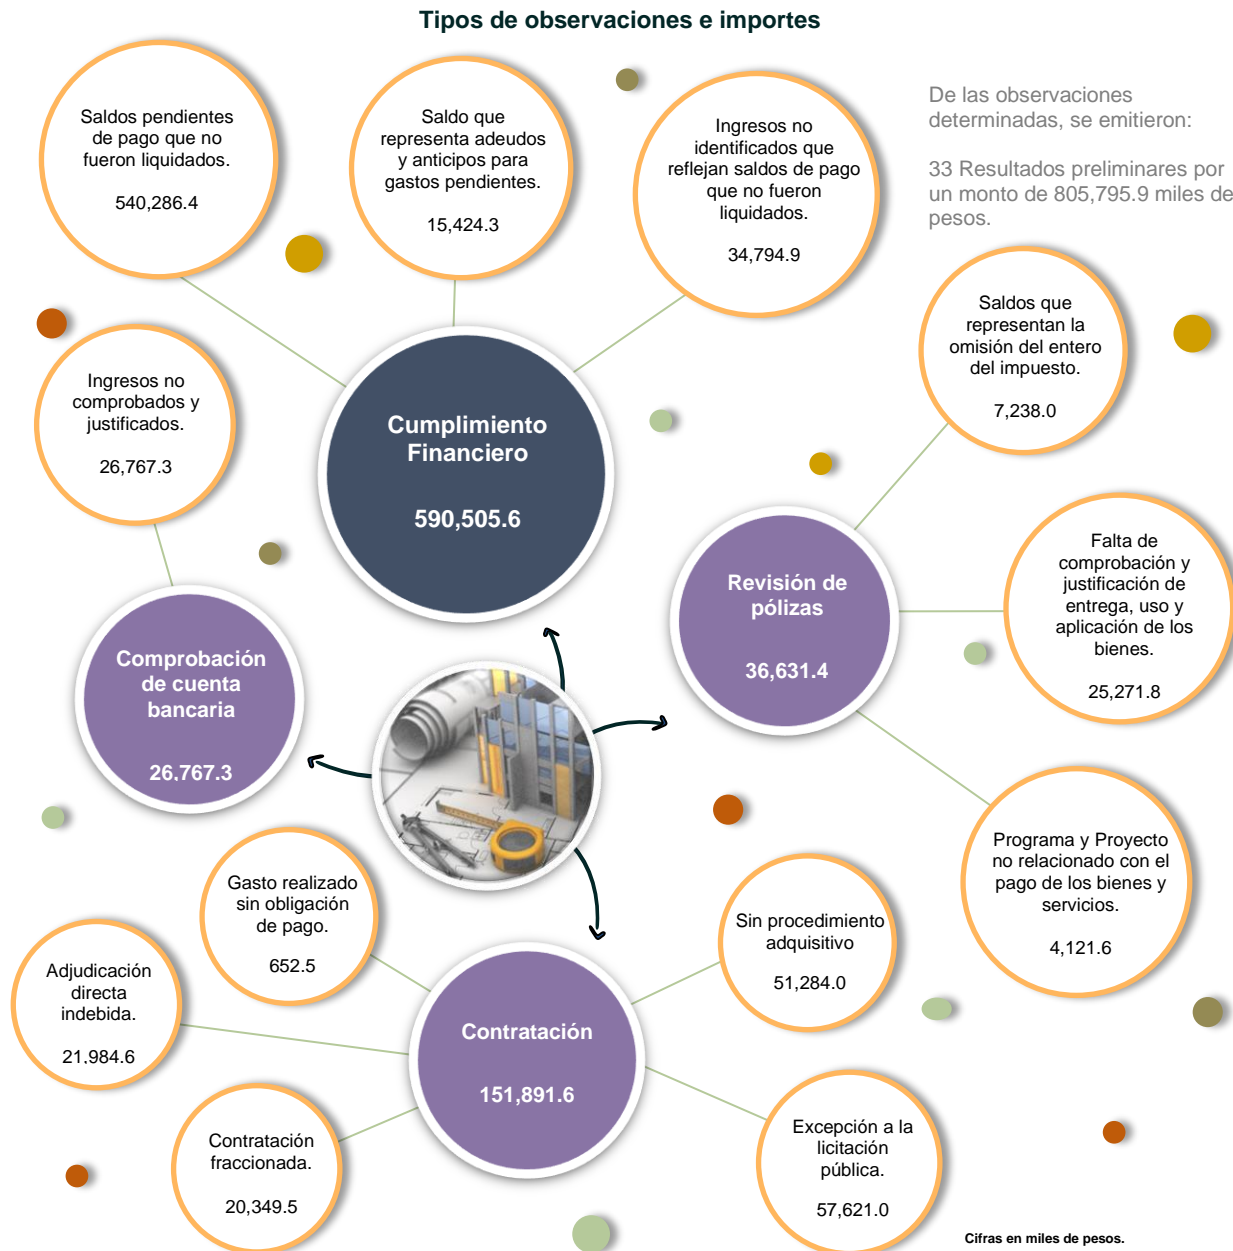 Tipos de observaciones e importes
Saldos pendientes
de pago que no
fueron liquidados.
540,286.4
Saldo que
representa adeudos
y anticipos para
gastos pendientes.
15,424.3
Ingresos no
identificados que
reflejan saldos de pago
que no fueron
liquidados.
34,794.9
De las observaciones
determinadas, se emitieron:
33 Resultados preliminares por
un monto de 805,795.9 miles de
pesos.
Saldos que
representan la
omisión del entero
del impuesto.
7,238.0
Ingresos no
comprobados y
justificados.
26,767.3
Cumplimiento
Financiero
590,505.6
Falta de
comprobación y
justificación de
entrega, uso y
aplicación de los
bienes.
25,271.8
Revisión de
pólizas
36,631.4
Comprobación
de cuenta
bancaria
26,767.3
Programa y Proyecto
no relacionado con el
pago de los bienes y
servicios.
4,121.6
Gasto realizado
sin obligación
de pago.
652.5
Sin procedimiento
adquisitivo
51,284.0
Adjudicación
directa
indebida.
21,984.6
Contratación
151,891.6
Contratación
fraccionada.
20,349.5
Excepción a la
licitación
pública.
57,621.0
Cifras en miles de pesos.